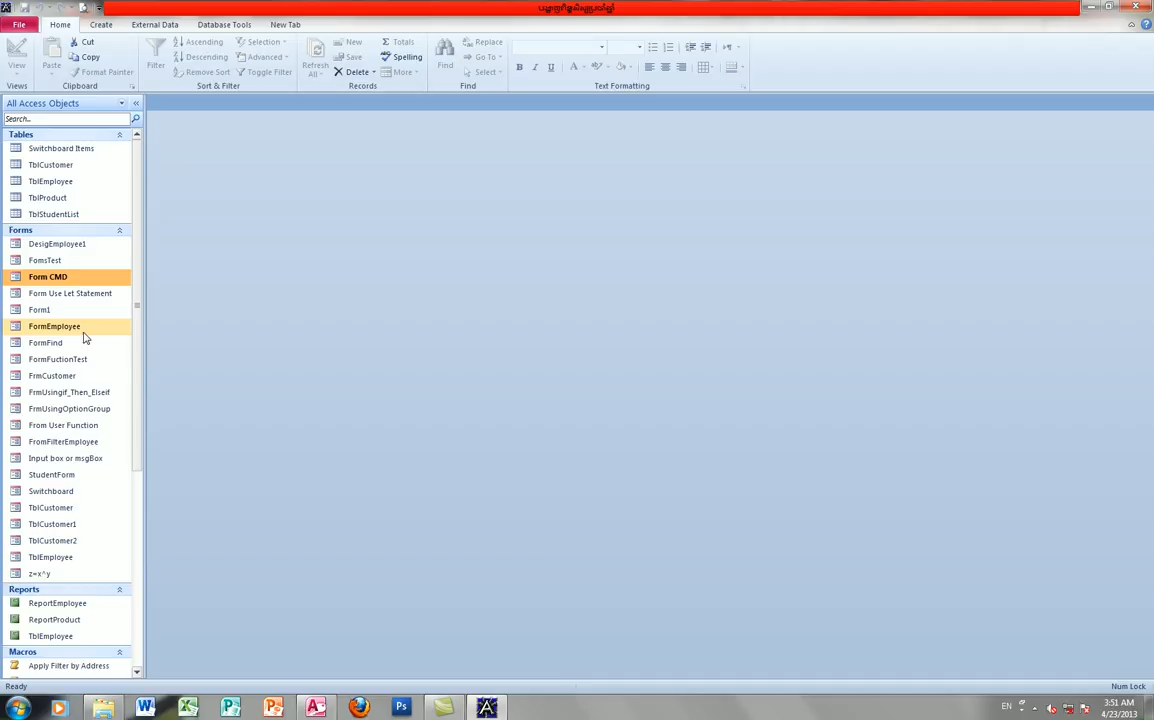 File Home Create External Data Database Tools New Tab
View
Views
Paste
Cut
Copy
Format Painter
Clipboard
Filter
Ascending
Descending
Remove Sort
Selection
Advanced
Toggle Filter
Sort & Filter
Refresh All
New
Save
Delete
Totals
Spelling
More
Records
Find
Replace
Go To
Select
Find
B I U
A
Text Formatting
All Access Objects
Search...
Tables
Switchboard Items
TblCustomer
TblEmployee
TblProduct
TblStudentList
Forms
DesigEmployee1
FomsTest
Form CMD
Form Use Let Statement
Form1
FormEmployee
FormFind
FormFuctionTest
FrmCustomer
FrmUsingif_Then_Elseif
FrmUsingOptionGroup
From User Function
FromFilterEmployee
Input box or msgBox
StudentForm
Switchboard
TblCustomer
TblCustomer1
TblCustomer2
TblEmployee
z=x^y
Reports
ReportEmployee
ReportProduct
TblEmployee
Macros
Apply Filter by Address
Ready
Num Lock
EN
3:51 AM
4/23/2013